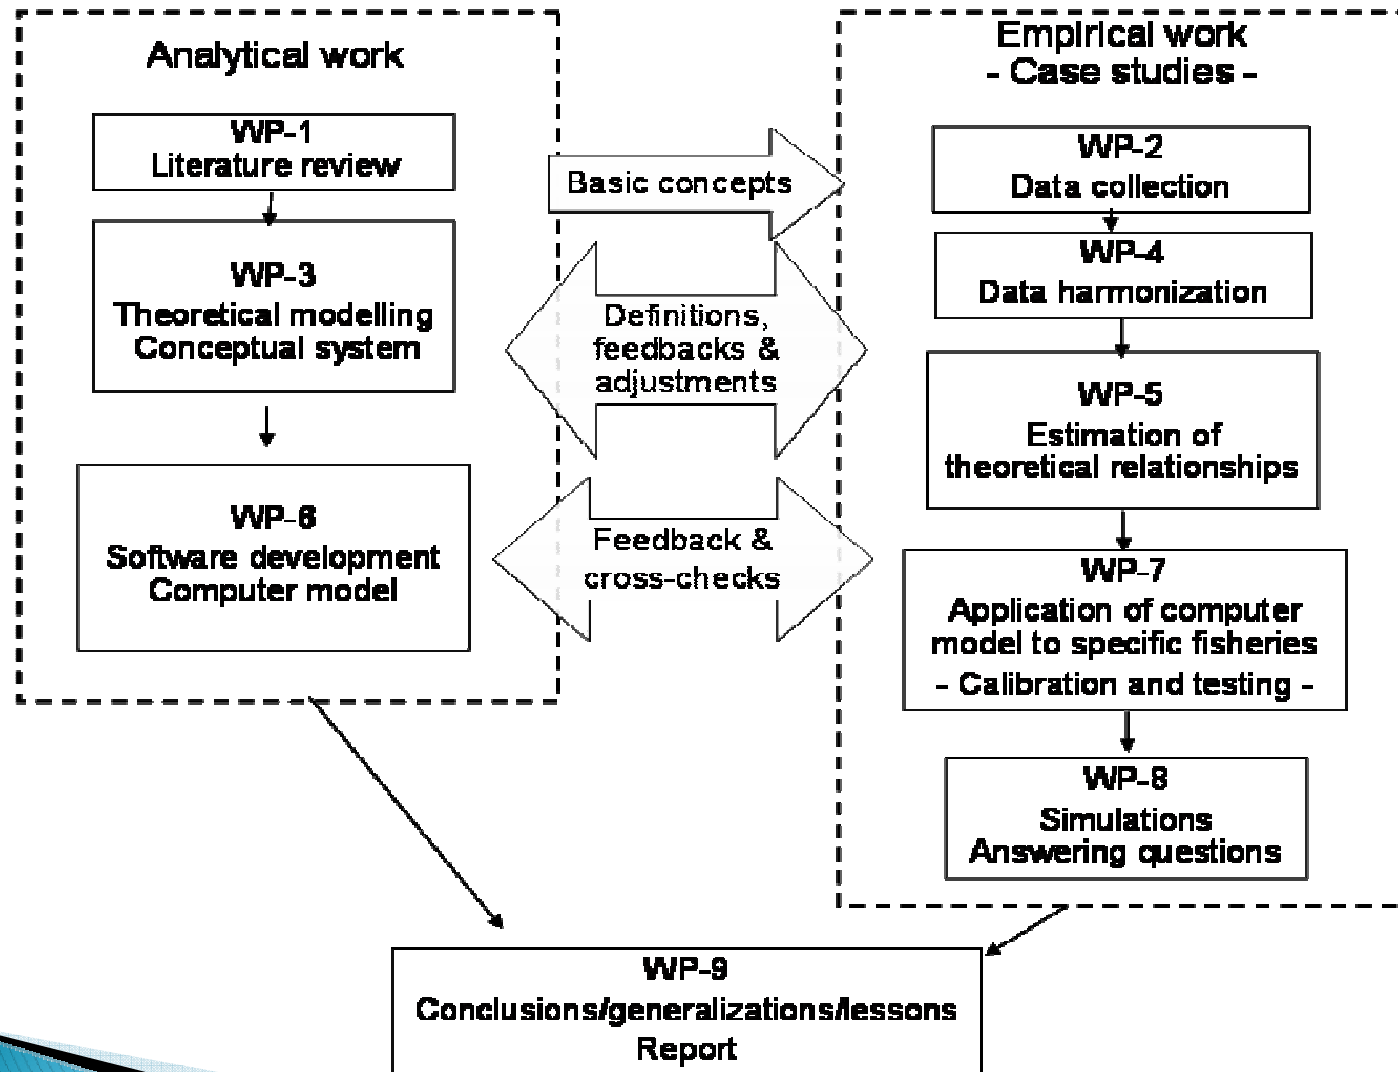 Analytical work
WP-1
Literature review
WP-3
Theoretical modelling
Conceptual system
WP-6
Software development
Computer model
Basic concepts
Definitions,
feedbacks &
adjustments
Feedback &
cross-checks
Empirical work
- Case studies -
WP-2
Data collection
WP-4
Data harmonization
WP-5
Estimation of
theoretical relationships
WP-7
Application of computer
model to specific fisheries
- Calibration and testing -
WP-8
Simulations
Answering questions
WP-9
Conclusions/generalizations/lessons
Report